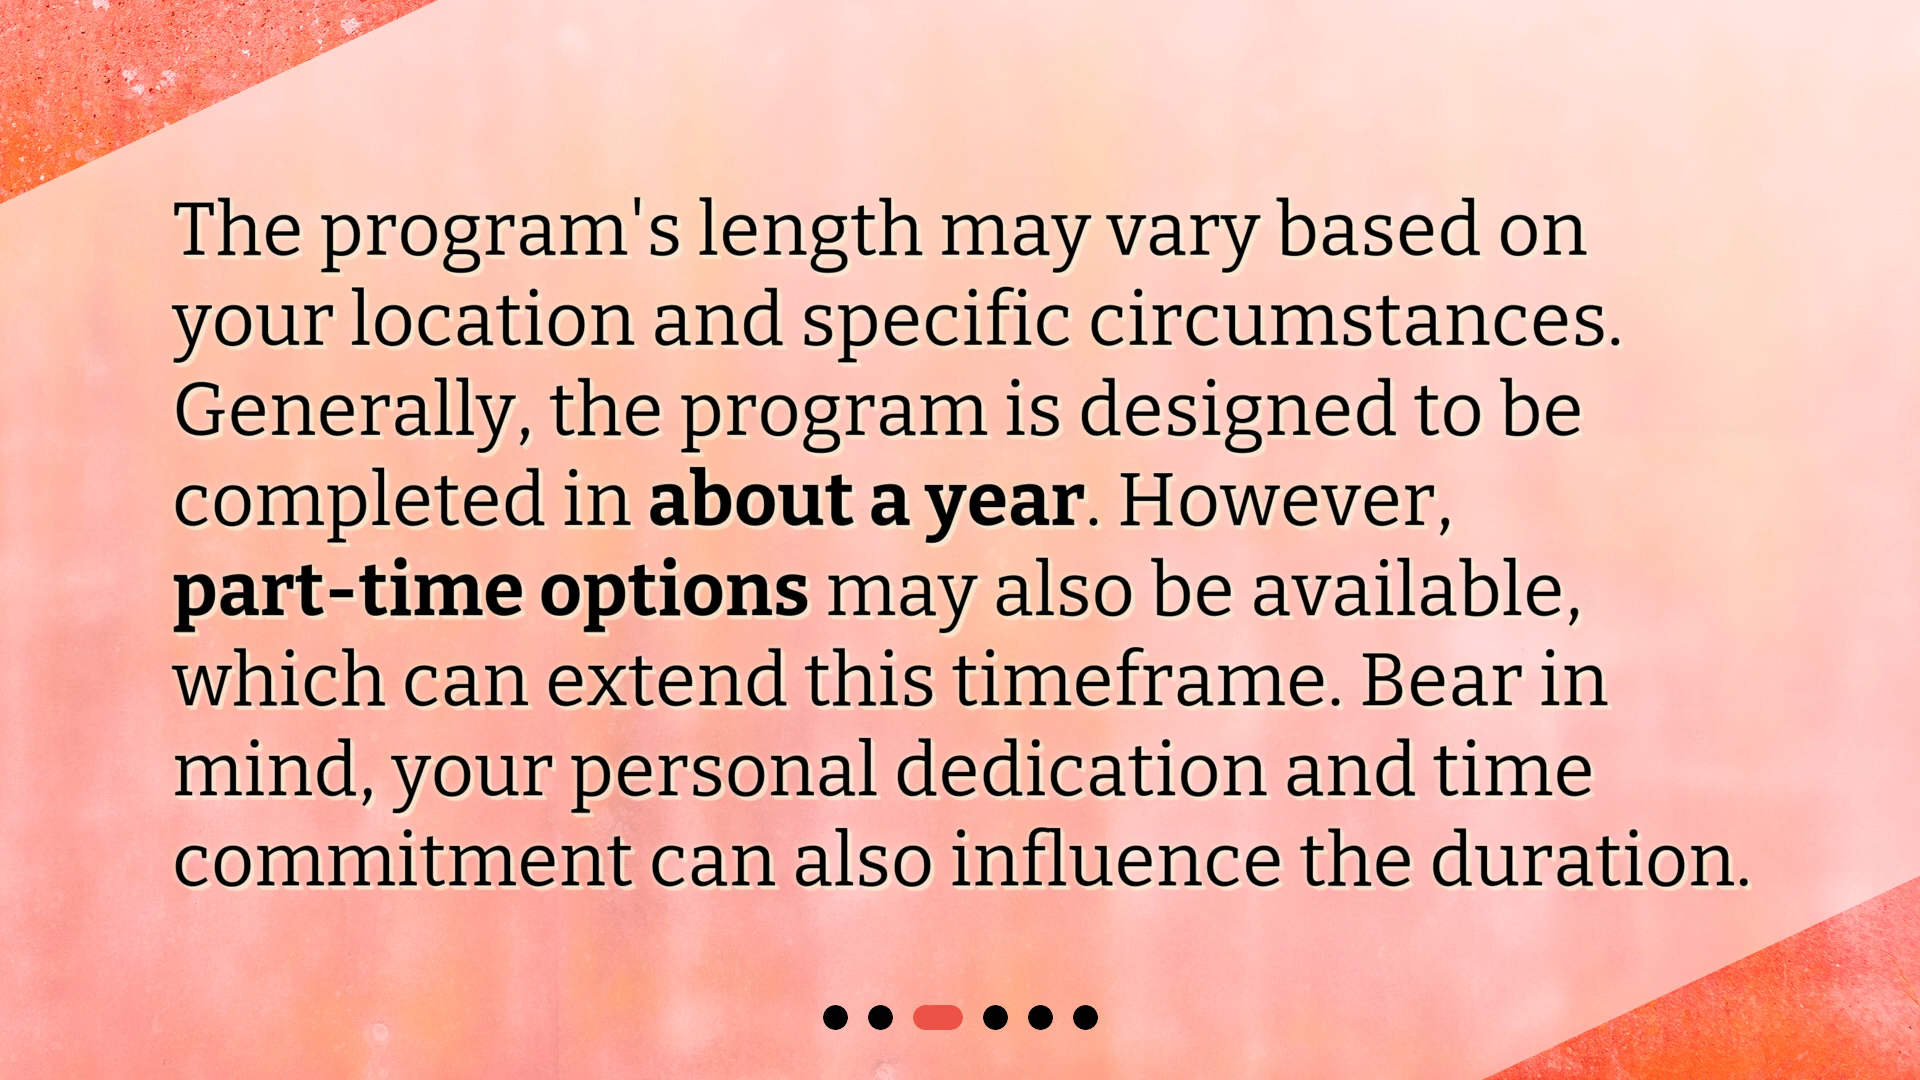 The program's length may vary based on
your location and specific circumstances.
Generally, the program is designed to be
completed in about a year. However,
part-time options may also be available,
which can extend this timeframe. Bear in
mind, your personal dedication and time
commitment can also influence the duration.